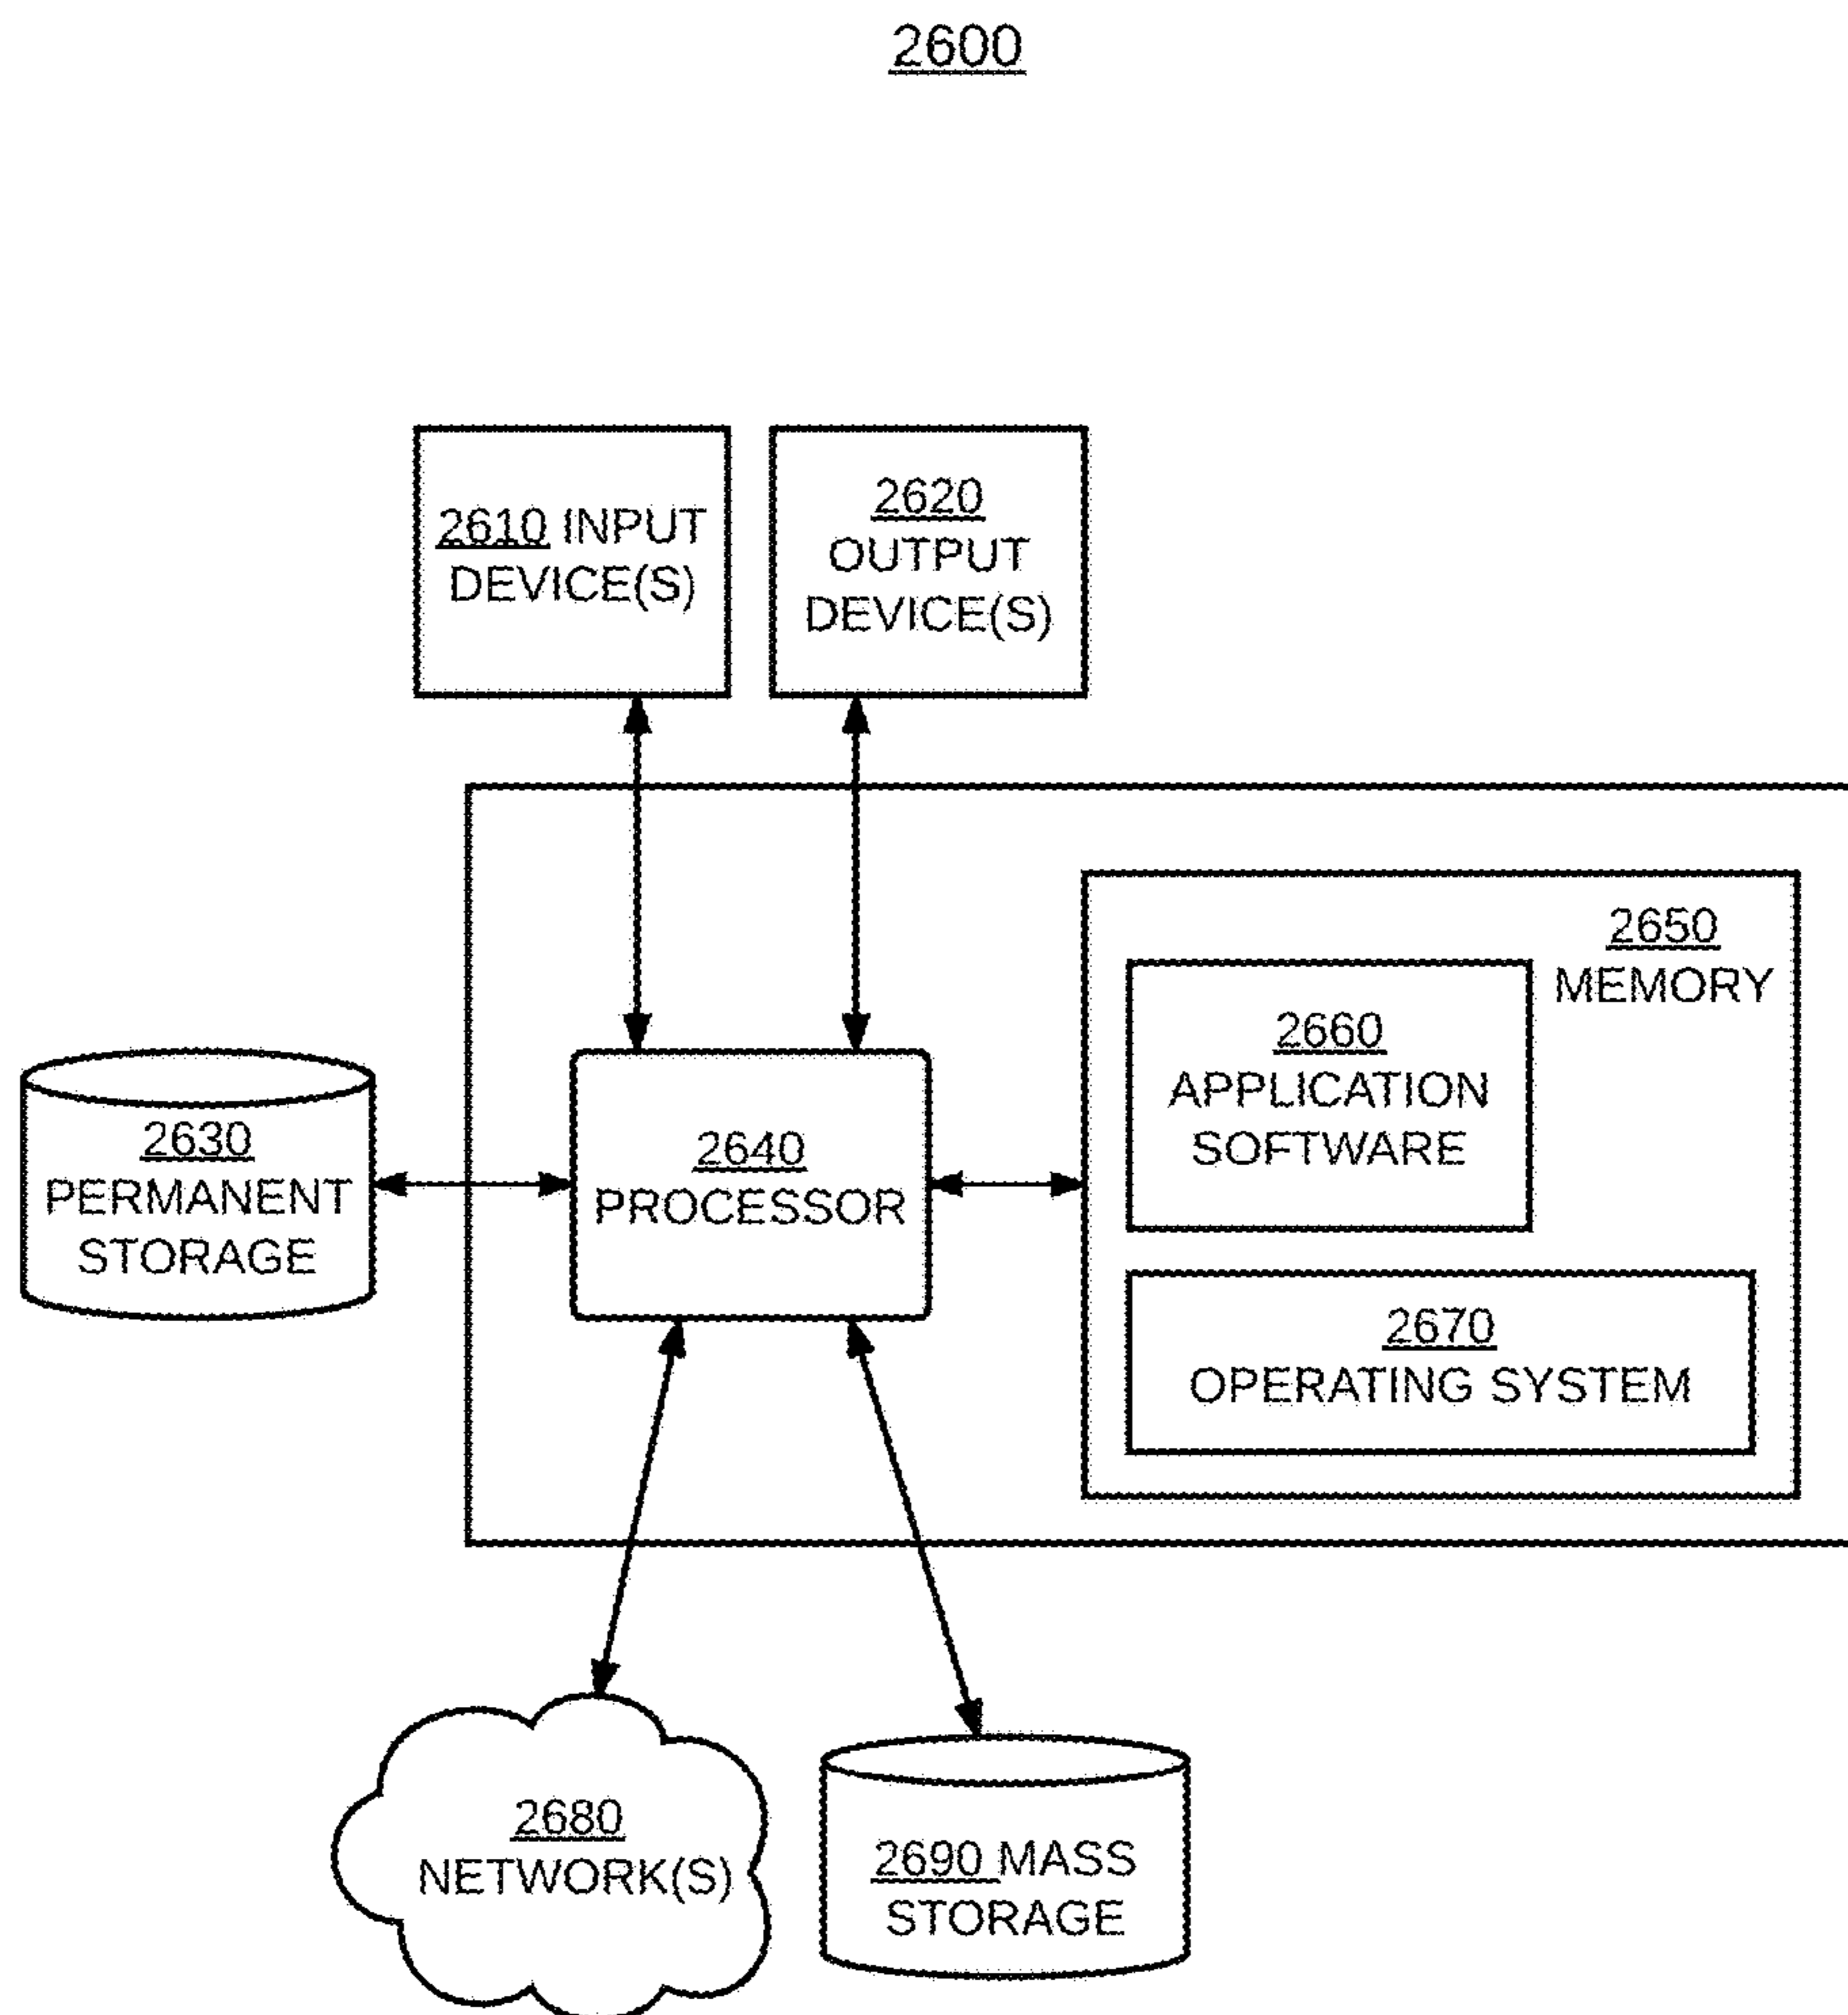 2600
2610 INPUT
DEVICE(S)
2620
OUTPUT
DEVICE(S)
2650
MEMORY
2660
APPLICATION
SOFTWARE
2630
PERMANENT
STORAGE
2640
PROCESSOR
2670
OPERATING SYSTEM
2680
NETWORK(S)
2690 MASS
STORAGE